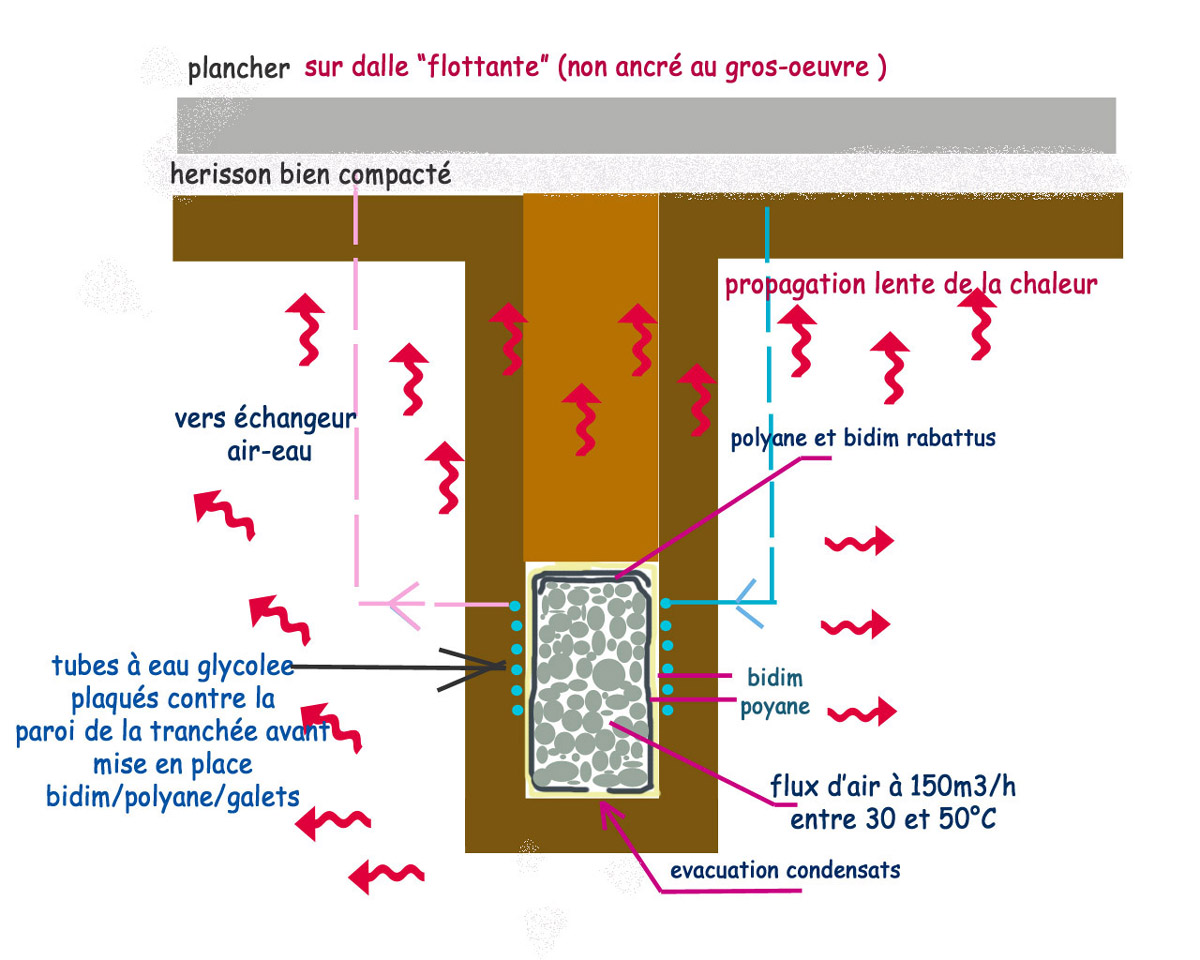 plancher sur dalle “flottante” (non ancré au gros-oeuvre )
herisson bien compacté
propagation lente de la chaleur
vers échangeur
air-eau
polyane et bidim rabattus
tubes à eau glycolee
plaqués contre la
paroi de la tranchée avant
mise en place
bidim/polyane/galets
bidim
poyane
flux d’air à 150m3/h
entre 30 et 50°C
evacuation condensats